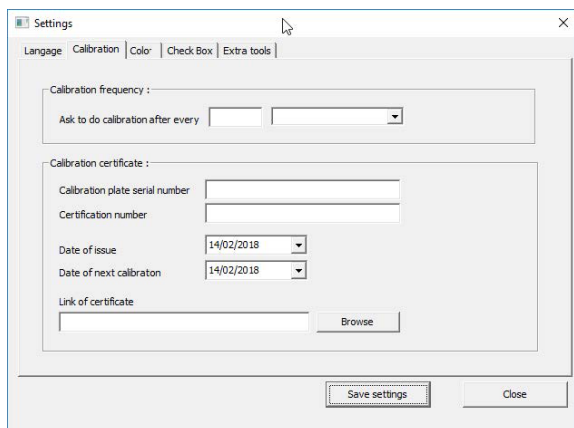 Settings
Langage Calibration Color Check Box Extra tools
Calibration frequency :
Ask to do calibration after every
Calibration certificate :
Calibration plate serial number
Certification number
Date of issue 14/02/2018
Date of next calibraton 14/02/2018
Link of certificate
Browse
Save settings Close